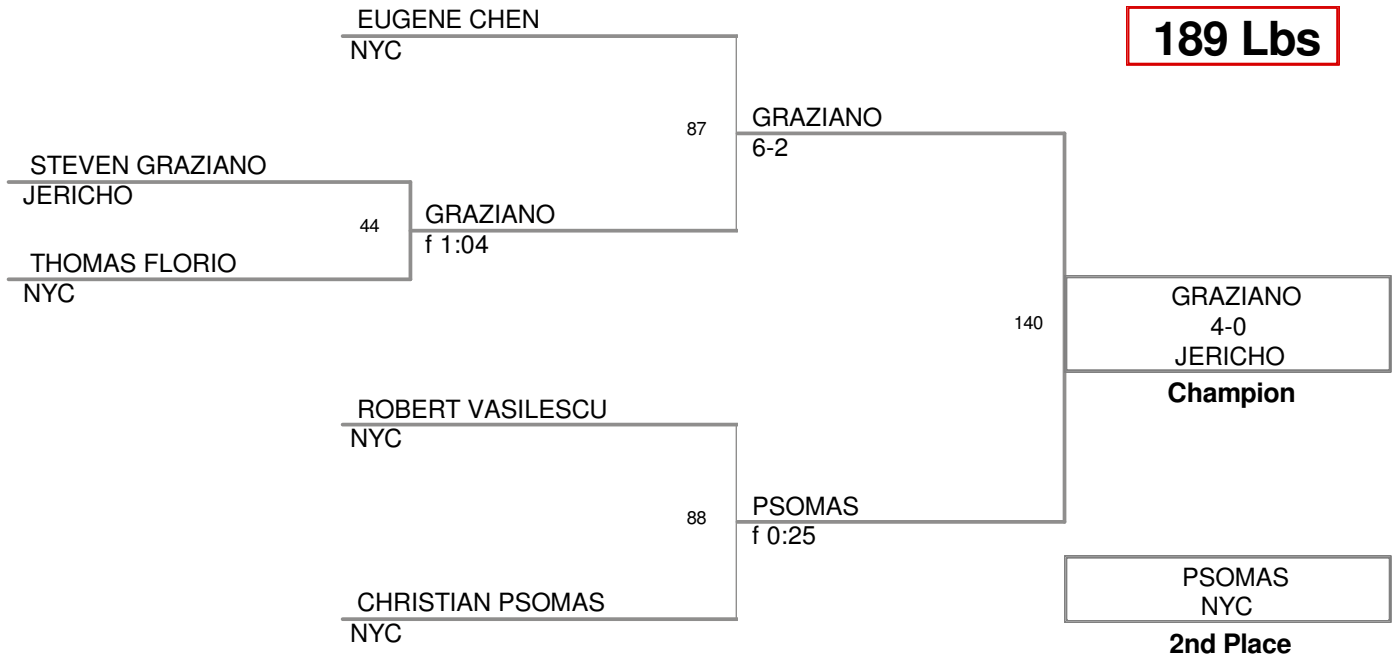 EUGENE CHEN
NYC
189 Lbs
87
GRAZIANO
6-2
STEVEN GRAZIANO
JERICHO
44
GRAZIANO
f 1:04
THOMAS FLORIO
NYC
140
GRAZIANO
4-0
JERICHO
Champion
ROBERT VASILESCU
NYC
88
PSOMAS
f 0:25
CHRISTIAN PSOMAS
NYC
PSOMAS
NYC
2nd Place